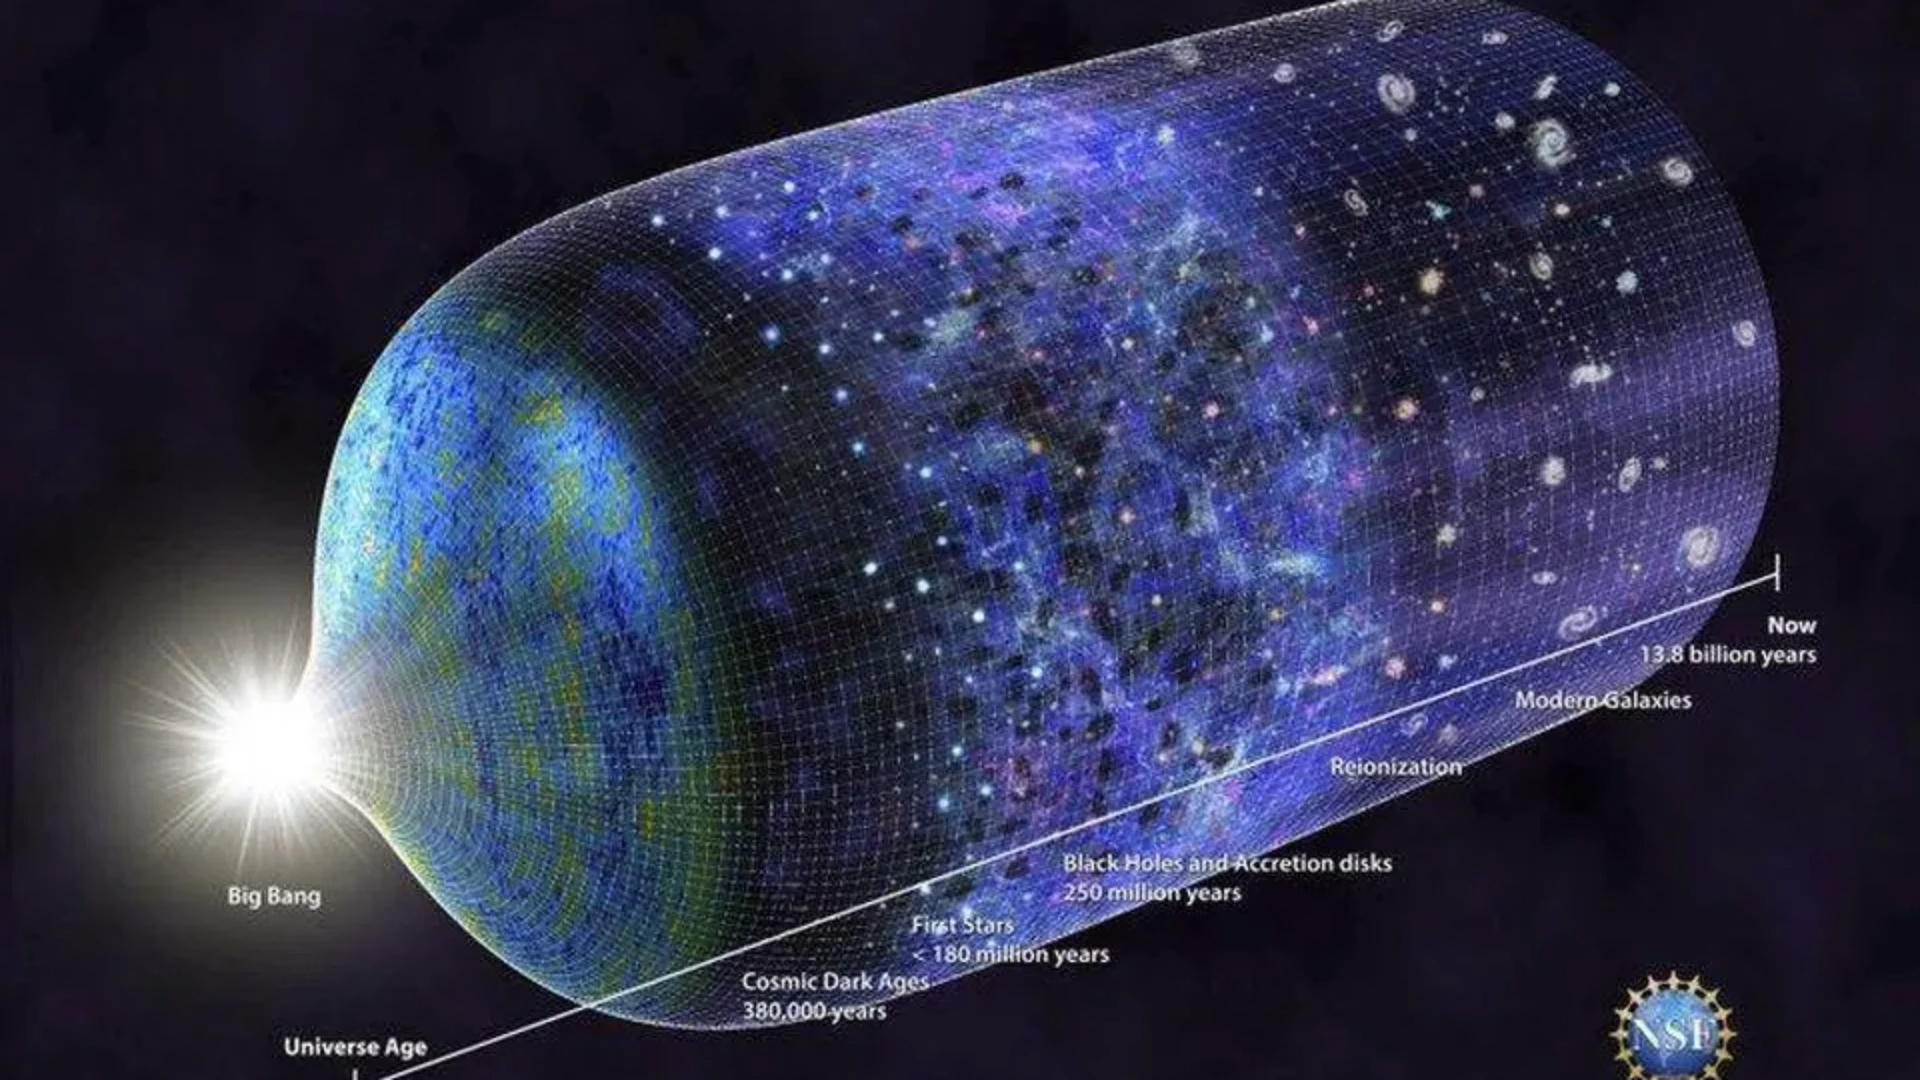 Big Bang
Universe Age
Cosmic Dark Ages
380,000 years
First Stars
< 180 million years
Black Holes and Accretion disks
250 million years
Reionization
Modern Galaxies
Now
13.8 billion years
NSF